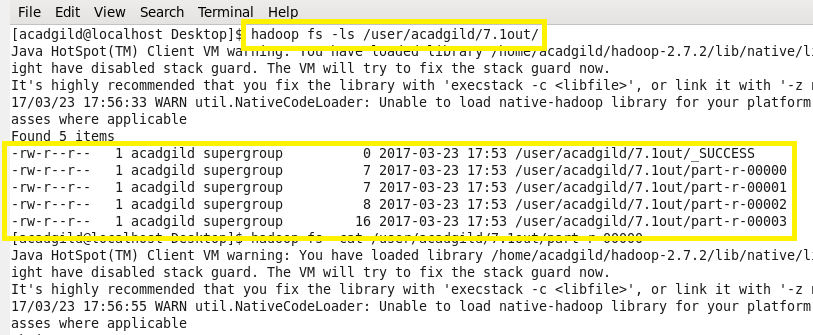 File Edit View Search Terminal Help
[acadgild@localhost Desktop]$ hadoop fs -ls /user/acadgild/7.1out/
Java HotSpot(TM) Client VM warning: You have loaded library /home/acadgild/hadoop-2.7.2/lib/native/l
ight have disabled stack guard. The VM will try to fix the stack guard now.
It's highly recommended that you fix the library with 'execstack -c <libfile>', or link it with '-z n
17/03/23 17:56:33 WARN util.NativeCodeLoader: Unable to load native-hadoop library for your platform
asses where applicable
Found 5 items
-rw-r--r-- 1 acadgild supergroup 0 2017-03-23 17:53 /user/acadgild/7.1out/_SUCCESS
-rw-r--r-- 1 acadgild supergroup 7 2017-03-23 17:53 /user/acadgild/7.1out/part-r-00000
-rw-r--r-- 1 acadgild supergroup 7 2017-03-23 17:53 /user/acadgild/7.1out/part-r-00001
-rw-r--r-- 1 acadgild supergroup 8 2017-03-23 17:53 /user/acadgild/7.1out/part-r-00002
-rw-r--r-- 1 acadgild supergroup 16 2017-03-23 17:53 /user/acadgild/7.1out/part-r-00003
[acadgild@localhost Desktop]$ hadoop fs -cat /user/acadgild/7.1out/part-r-00000
Java HotSpot(TM) Client VM warning: You have loaded library /home/acadgild/hadoop-2.7.2/lib/native/l
ight have disabled stack guard. The VM will try to fix the stack guard now.
It's highly recommended that you fix the library with 'execstack -c <libfile>', or link it with '-z n
17/03/23 17:56:55 WARN util.NativeCodeLoader: Unable to load native-hadoop library for your platform
asses where applicable